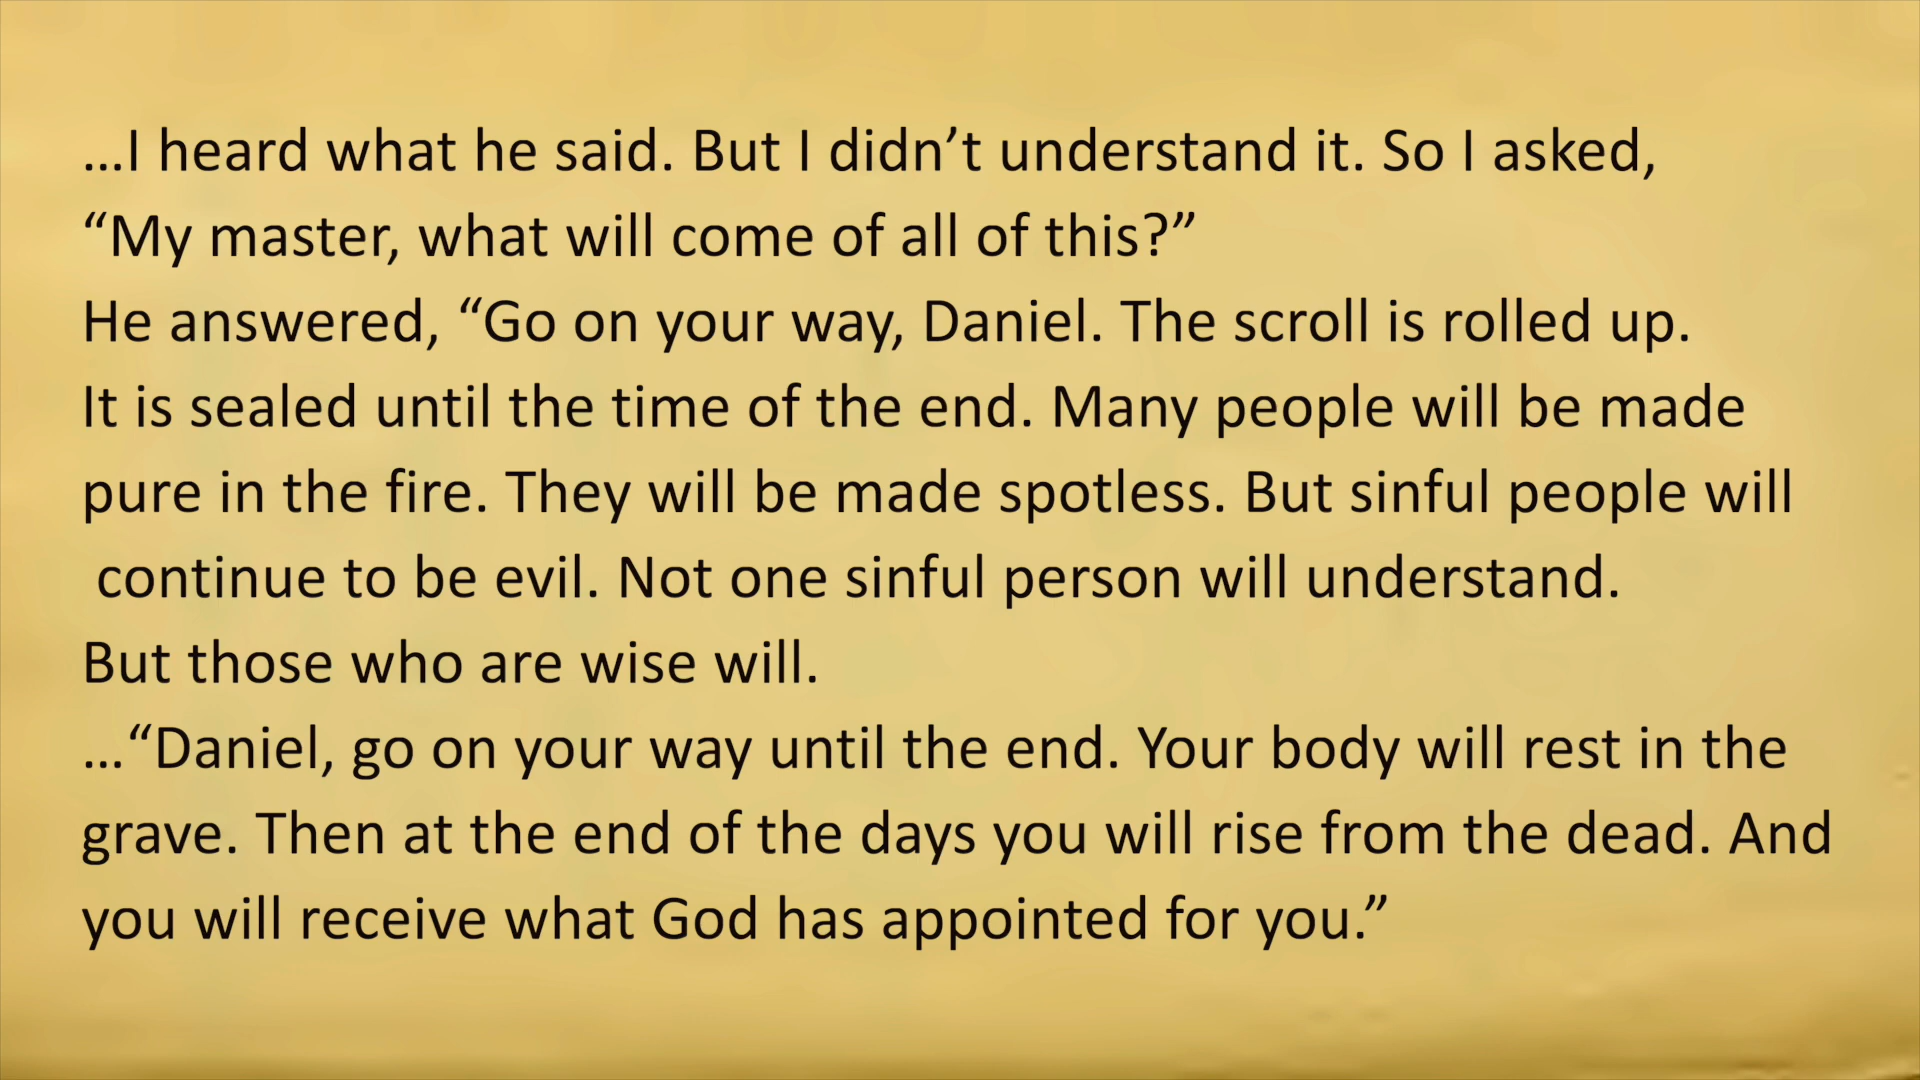 …I heard what he said. But I didn’t understand it. So I asked,
“My master, what will come of all of this?”
He answered, “Go on your way, Daniel. The scroll is rolled up.
It is sealed until the time of the end. Many people will be made
pure in the fire. They will be made spotless. But sinful people will
continue to be evil. Not one sinful person will understand.
But those who are wise will.
…“Daniel, go on your way until the end. Your body will rest in the
grave. Then at the end of the days you will rise from the dead. And
you will receive what God has appointed for you.”